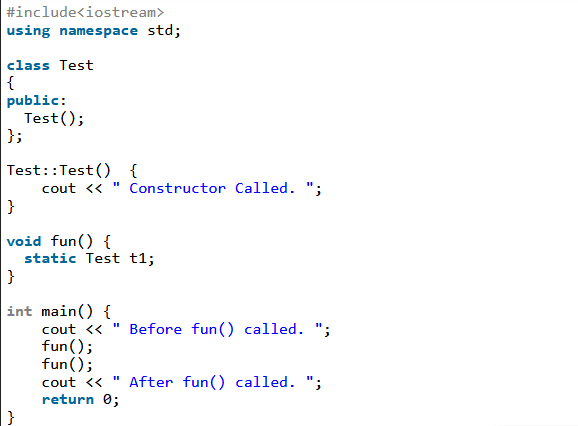 #include<iostream>
using namespace std;
class Test
{
public:
  Test();
};
Test::Test()  {
    cout << " Constructor Called. ";
}
void fun() {
  static Test t1;
}
int main() {
    cout << " Before fun() called. ";
    fun();
    fun();
    cout << " After fun() called. ";
    return 0;
}